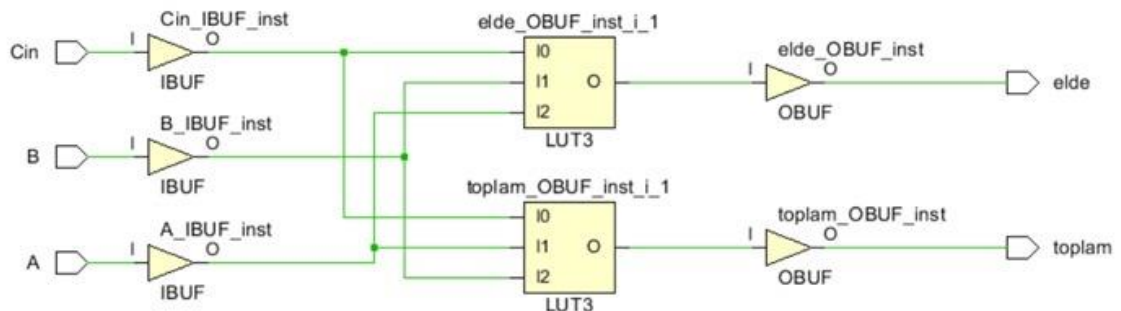 Cin
I
Cin_IBUF_inst
O
IBUF
B
I
B_IBUF_inst
O
IBUF
A
I
A_IBUF_inst
O
IBUF
elde_OBUF_inst_i_1
I0
I1
I2
O
LUT3
toplam_OBUF_inst_i_1
I0
I1
I2
O
LUT3
elde_OBUF_inst
I
O
OBUF
elde
toplam_OBUF_inst
I
O
OBUF
toplam